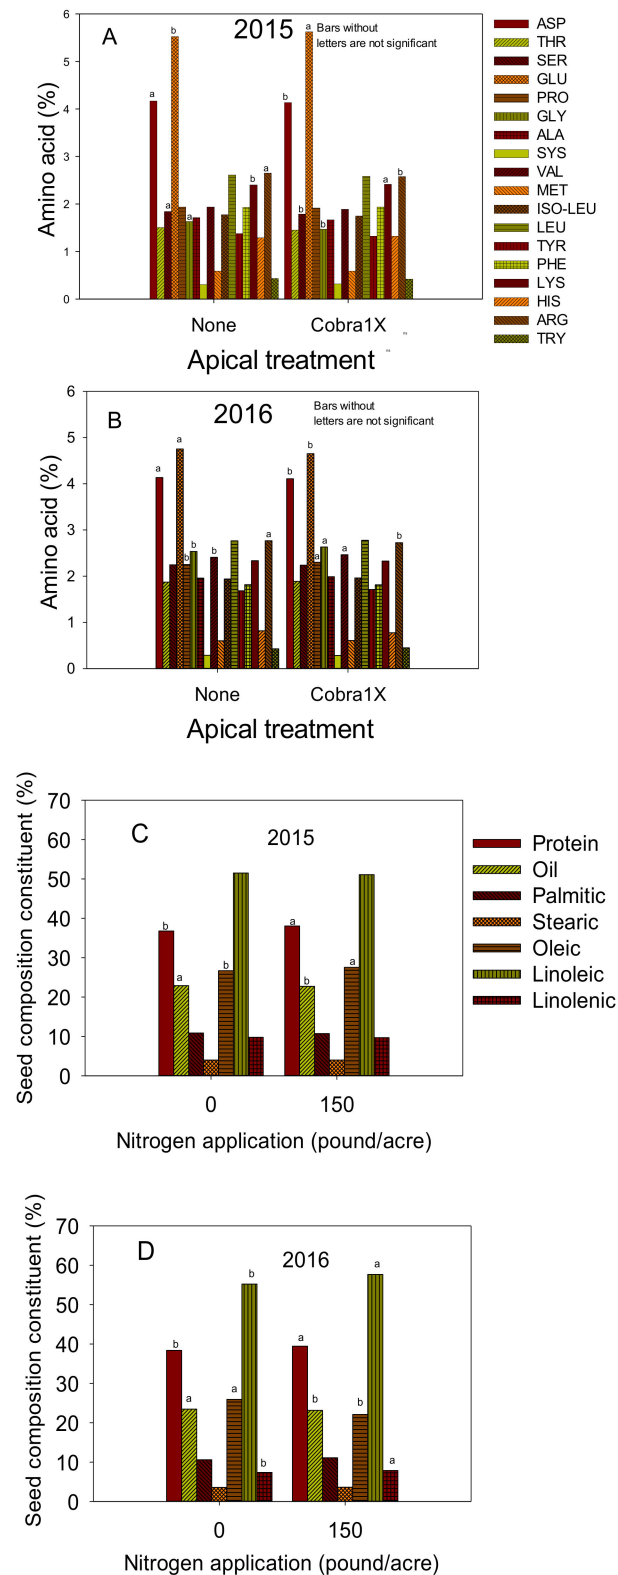 A
2015
Bars without
letters are not significant
6
5
4
3
2
1
0
Amino acid (%)
a
a
b
a
b
a
b
b
a
b
a
b
None
Cobra1X
Apical treatment
ASP
THR
SER
GLU
PRO
GLY
ALA
SYS
VAL
MET
ISO-LEU
LEU
TYR
PHE
LYS
HIS
ARG
TRY
B
2016
Bars without
letters are not significant
6
5
4
3
2
1
0
Amino acid (%)
a
a
b
b
b
a
b
b
a
a
a
b
None
Cobra1X
Apical treatment
C
2015
70
60
50
40
30
20
10
0
Seed composition constituent (%)
b
a
b
a
b
a
0
150
Nitrogen application (pound/acre)
Protein
Oil
Palmitic
Stearic
Oleic
Linoleic
Linolenic
D
2016
70
60
50
40
30
20
10
0
Seed composition constituent (%)
b
a
a
b
b
a
b
b
a
a
0
150
Nitrogen application (pound/acre)